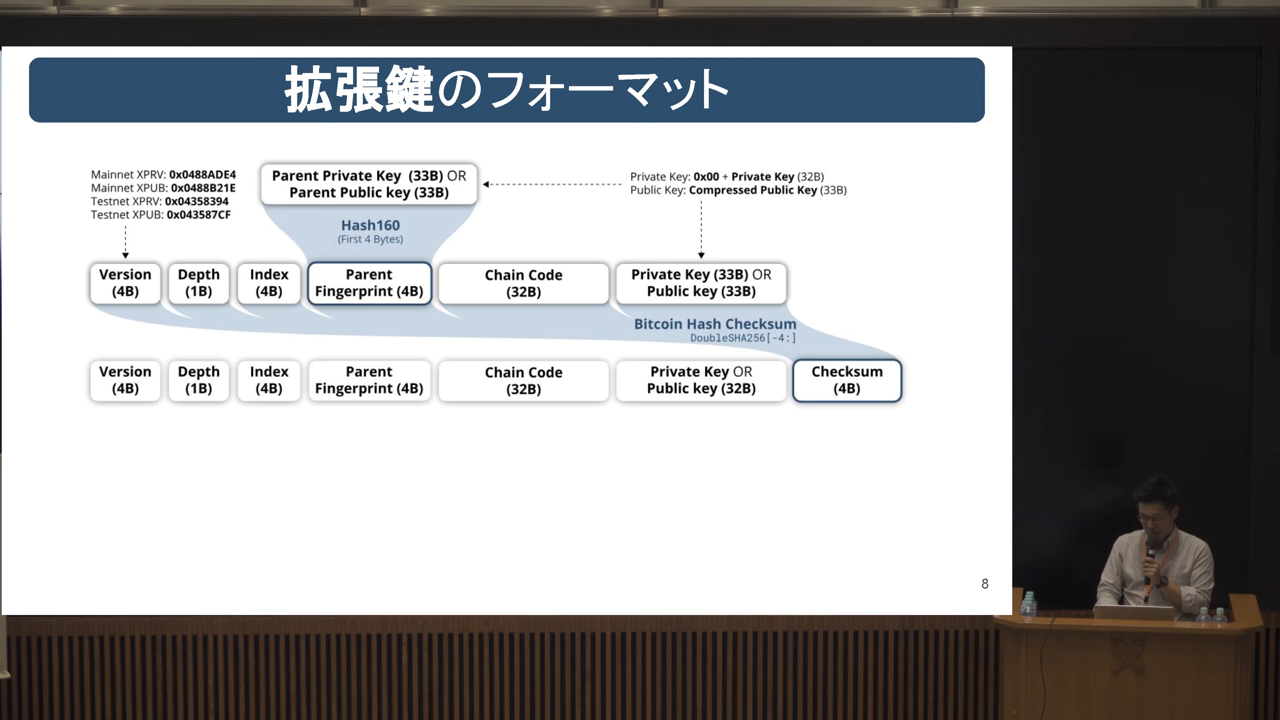 拡張鍵のフォーマット
Mainnet XPRV: 0x0488ADE4
Mainnet XPUB: 0x0488B21E
Testnet XPRV: 0x04358394
Testnet XPUB: 0x043587CF
Parent Private Key (33B) OR
Parent Public key (33B)
Private Key: 0x00 + Private Key (32B)
Public Key: Compressed Public Key (33B)
Hash160
(First 4 Bytes)
Version
(4B)
Depth
(1B)
Index
(4B)
Parent
Fingerprint (4B)
Chain Code
(32B)
Private Key (33B) OR
Public key (33B)
Bitcoin Hash Checksum
DoubleSHA256[-4:]
Version
(4B)
Depth
(1B)
Index
(4B)
Parent
Fingerprint (4B)
Chain Code
(32B)
Private Key OR
Public key (32B)
Checksum
(4B)
8